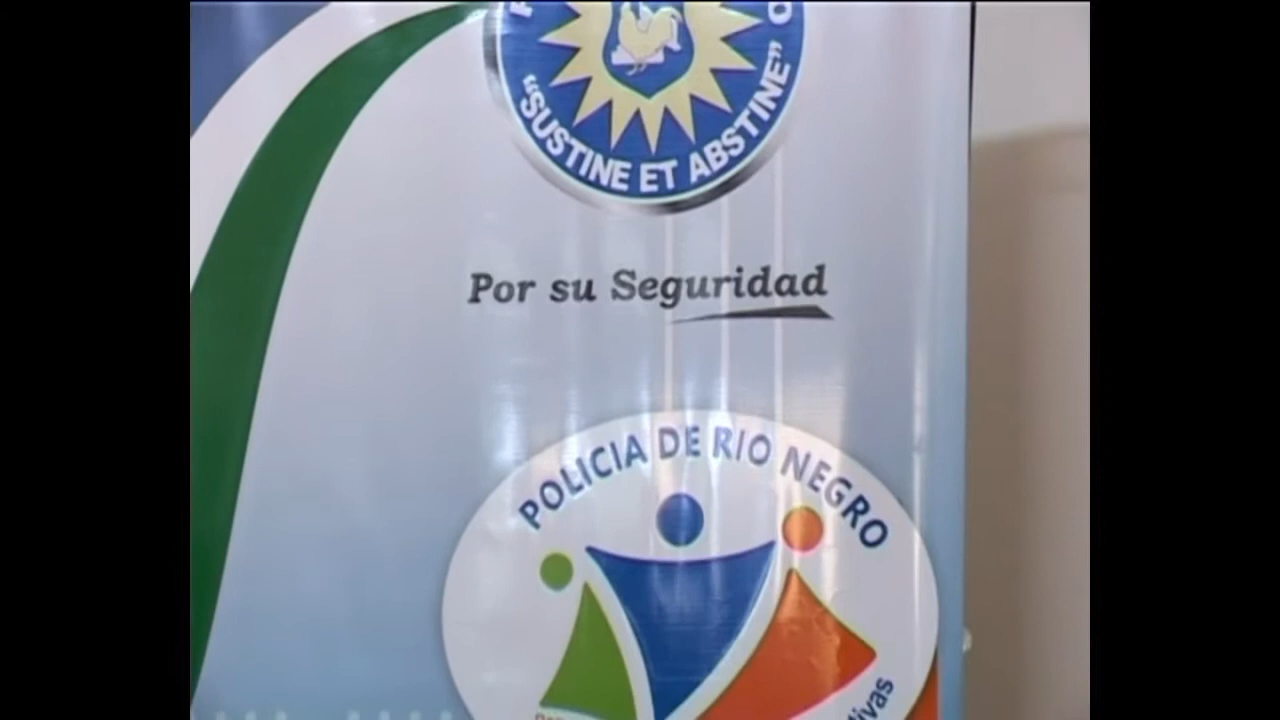 "SUSTINE ET ABSTINE"
Por su Seguridad
POLICIA DE RIO NEGRO